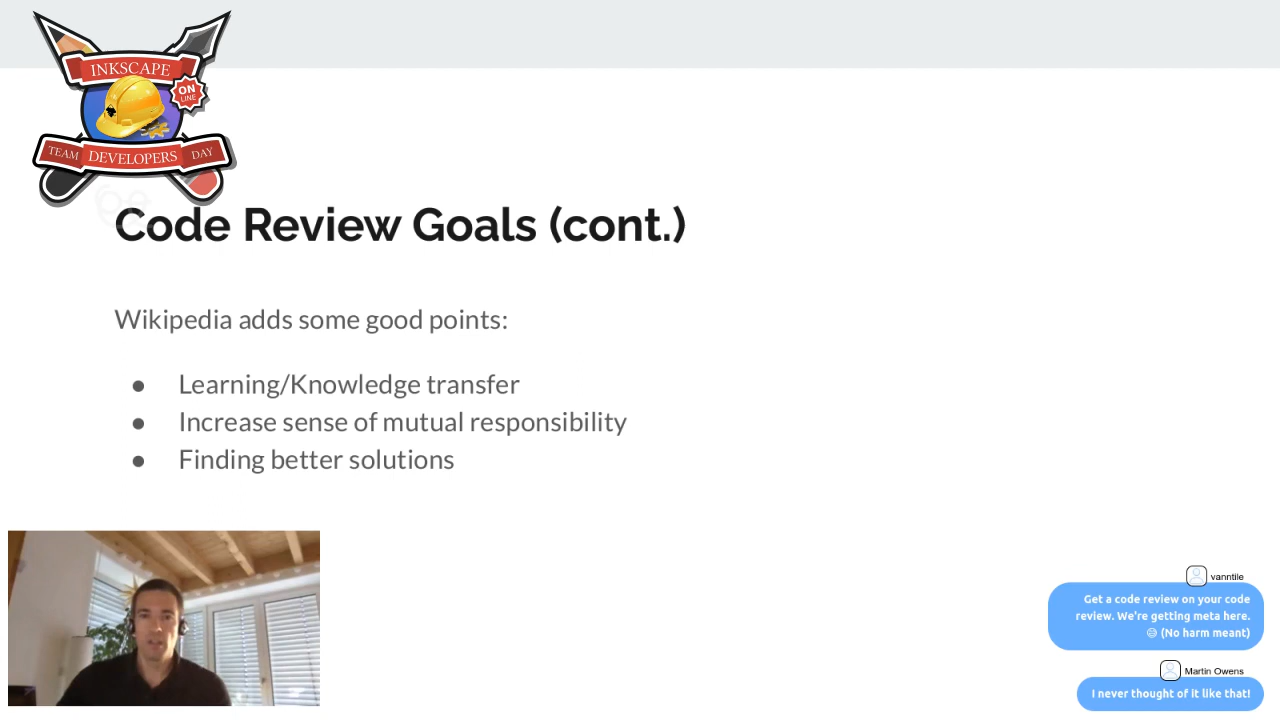 INKSCAPE
ON
LINE
TEAM DEVELOPERS DAY
Code Review Goals (cont.)
Wikipedia adds some good points:
● Learning/Knowledge transfer
● Increase sense of mutual responsibility
● Finding better solutions
vanntile
Get a code review on your code
review. We're getting meta here.
😅 (No harm meant)
Martin Owens
I never thought of it like that!